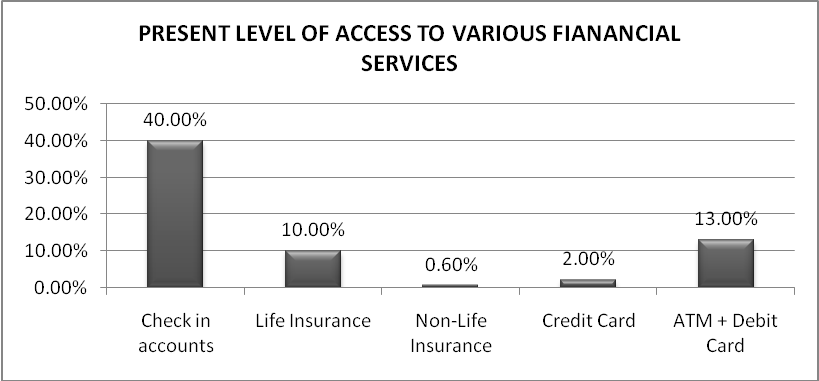 PRESENT LEVEL OF ACCESS TO VARIOUS FIANANCIAL
SERVICES
50.00%
40.00%
30.00%
20.00%
10.00%
0.00%
40.00%
10.00%
0.60%
2.00%
13.00%
Check in
accounts
Life Insurance
Non-Life
Insurance
Credit Card
ATM + Debit
Card